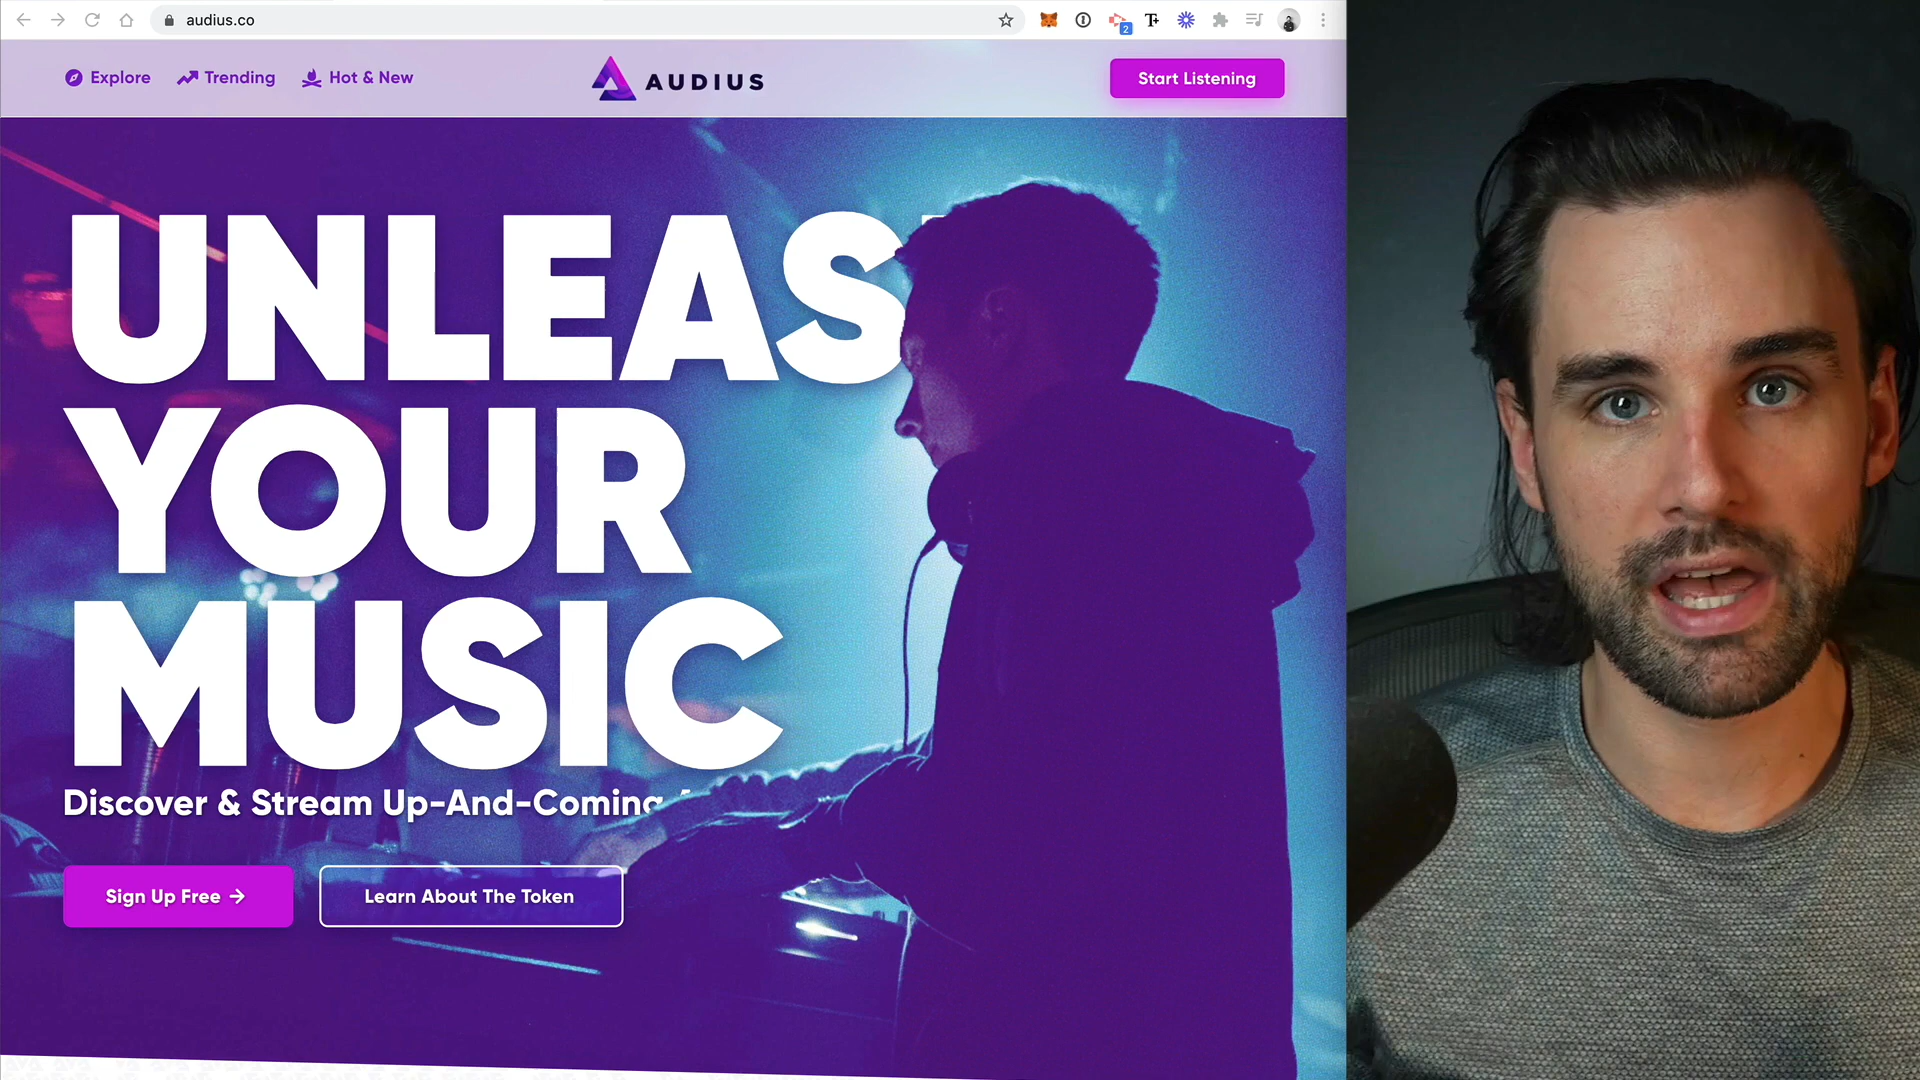 audius.co
2
T
Explore
Trending
Hot & New
AUDIUS
Start Listening
UNLEAS
YOUR
MUSIC
Discover & Stream Up-And-Coming
Sign Up Free →
Learn About The Token